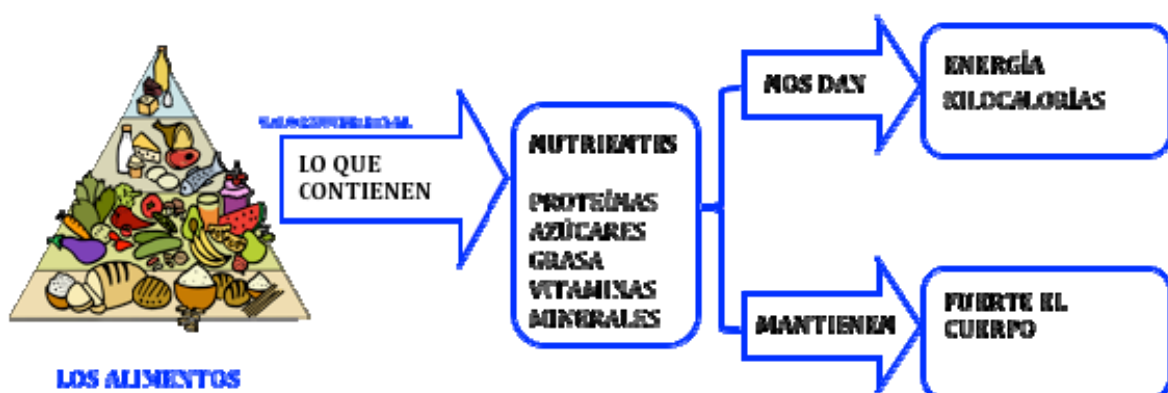 LOS ALIMENTOS
LO QUE
CONTIENEN
NUTRIENTES
PROTEÍNAS
AZÚCARES
GRASA
VITAMINAS
MINERALES
NOS DAN
ENERGÍA
KILOCALORÍAS
MANTIENEN
FUERTE EL
CUERPO